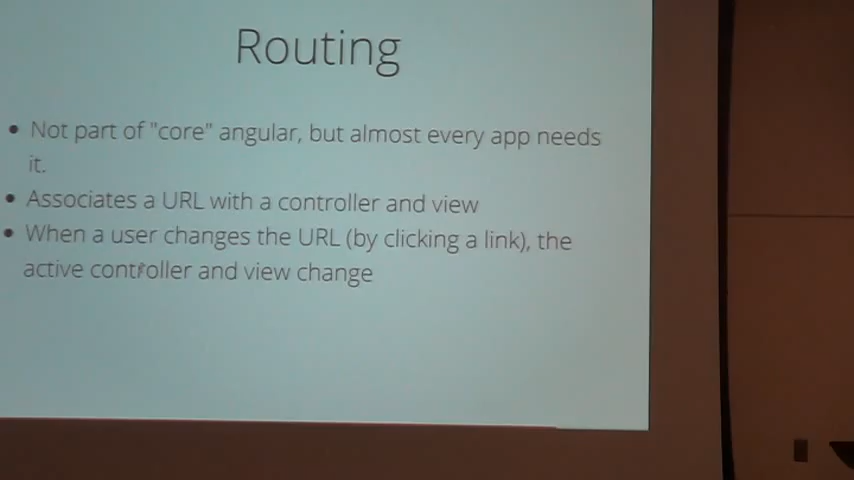 Routing
• Not part of "core" angular, but almost every app needs
it.
• Associates a URL with a controller and view
• When a user changes the URL (by clicking a link), the
active controller and view change